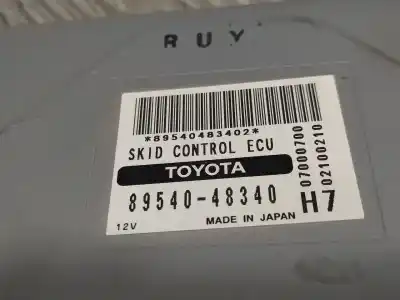 RUY
*89540483402*
SKID CONTROL ECU
TOYOTA
89540-48340
12V
MADE IN JAPAN
H7
07000700
02100210